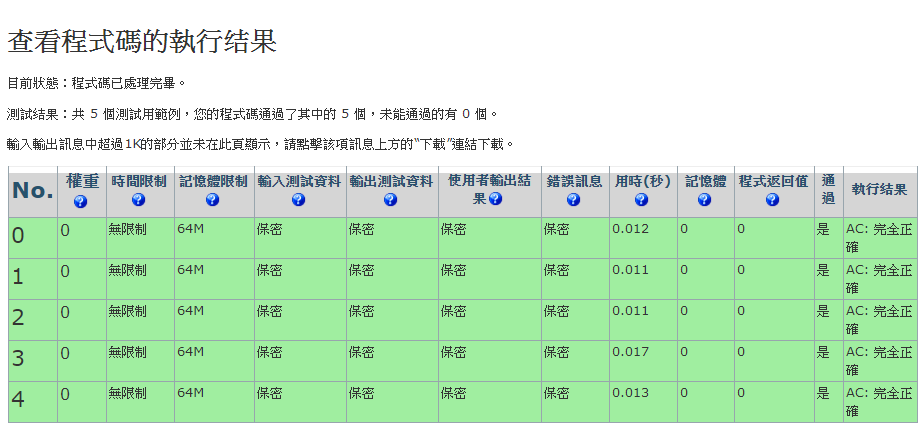 查看程式碼的執行结果
目前狀態：程式碼已處理完畢。
測試結果：共 5 個測試用範例，您的程式碼通過了其中的 5 個，未能通過的有 0 個。
輸入輸出訊息中超過1K的部分並未在此頁顯示，請點擊該項訊息上方的“下載”連結下載。
No. 權重 時間限制 記憶體限制 輸入測試資料 輸出測試資料 使用者輸出結果 錯誤訊息 用時(秒) 記憶體 程式返回值 通過 執行結果
0 0 無限制 64M 保密 保密 保密 保密 0.012 0 0 是 AC: 完全正確
1 0 無限制 64M 保密 保密 保密 保密 0.011 0 0 是 AC: 完全正確
2 0 無限制 64M 保密 保密 保密 保密 0.011 0 0 是 AC: 完全正確
3 0 無限制 64M 保密 保密 保密 保密 0.017 0 0 是 AC: 完全正確
4 0 無限制 64M 保密 保密 保密 保密 0.013 0 0 是 AC: 完全正確